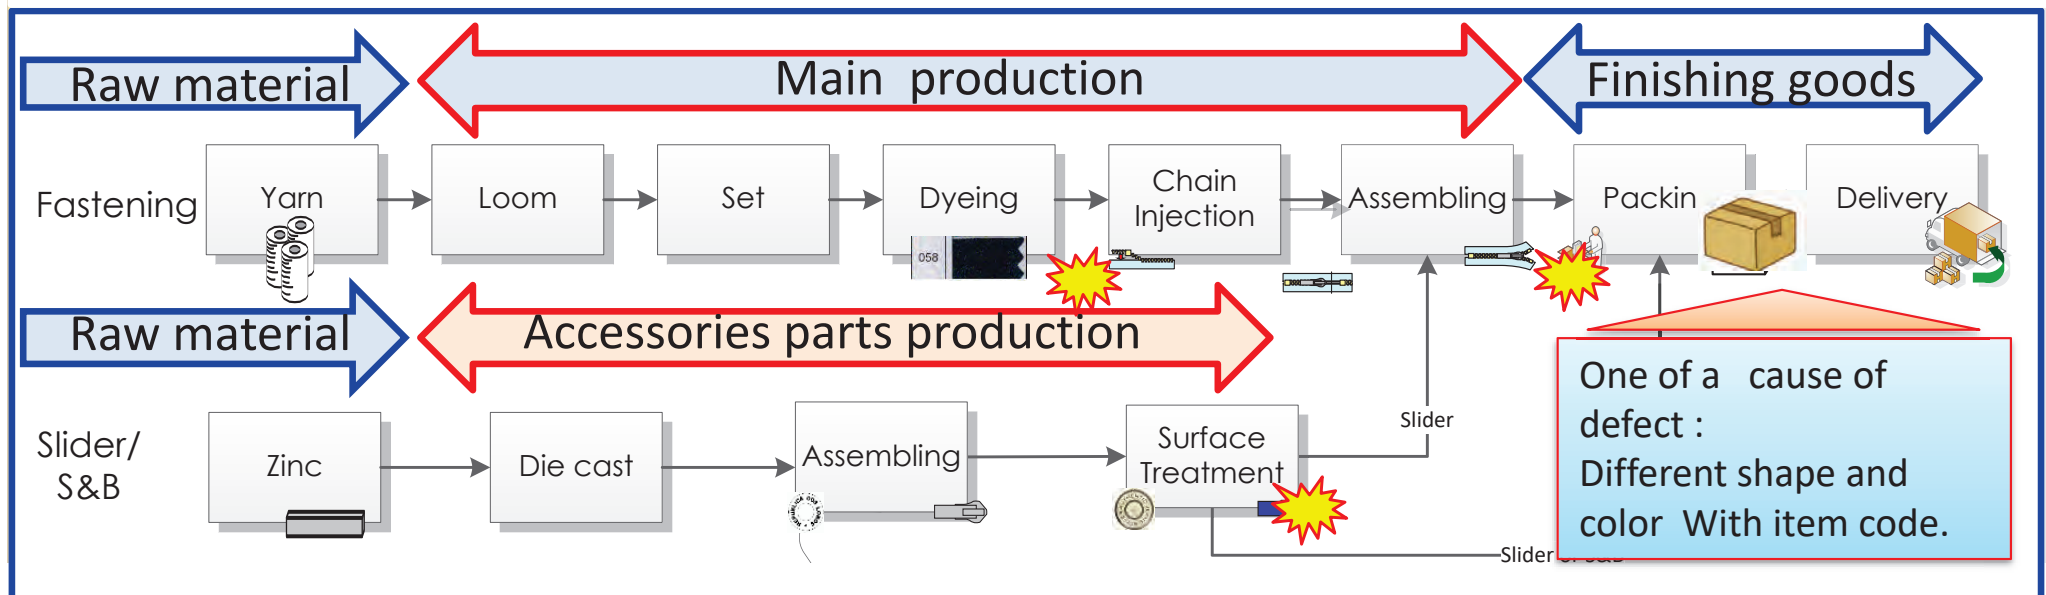 Raw material
Main production
Finishing goods
Fastening
Yarn
Loom
Set
Dyeing
Chain
Injection
Assembling
Packin
Delivery
058
Raw material
Accessories parts production
Slider/
S&B
Zinc
Die cast
Assembling
Surface
Treatment
Slider
Slider
One of a cause of
defect :
Different shape and
color With item code.